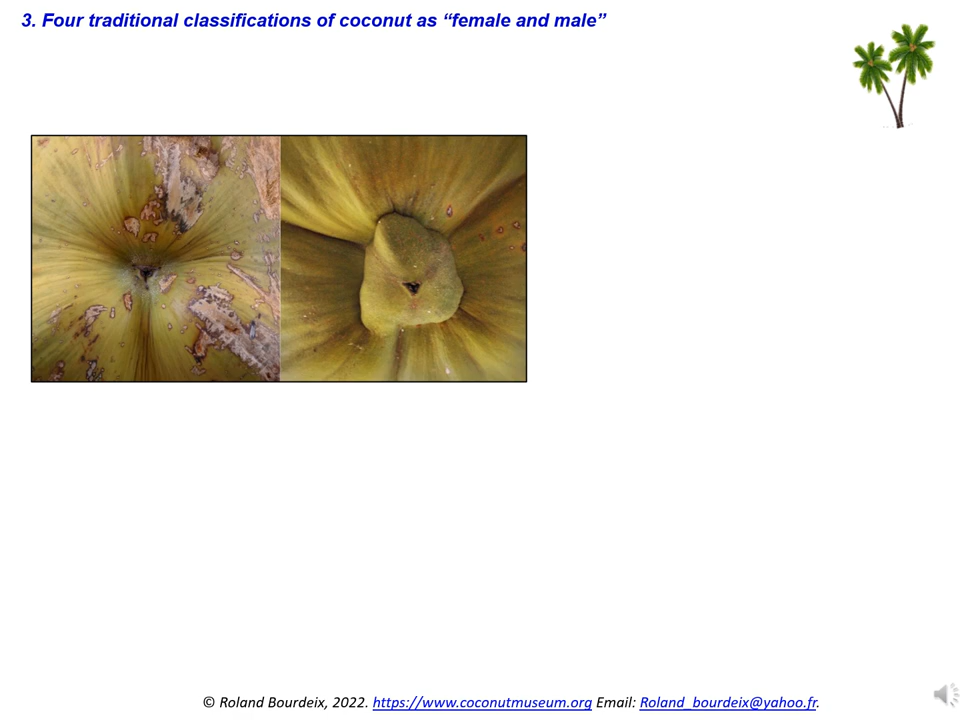 3. Four traditional classifications of coconut as “female and male”
© Roland Bourdeix, 2022. https://www.coconutmuseum.org Email: Roland_bourdeix@yahoo.fr.